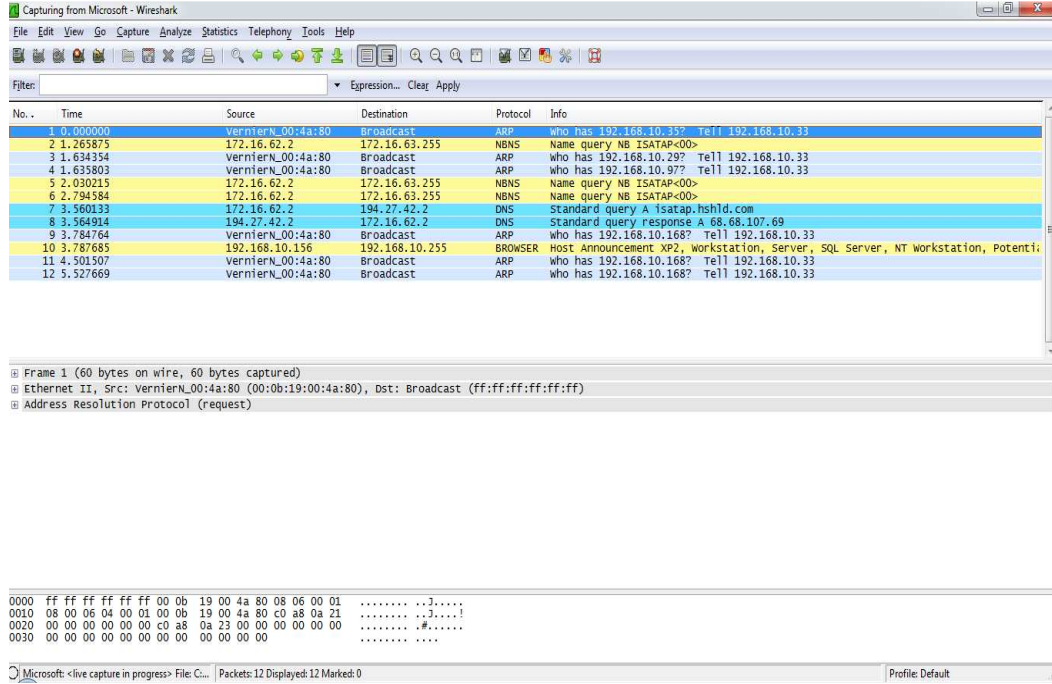 Capturing from Microsoft - Wireshark
File Edit View Go Capture Analyze Statistics Telephony Tools Help
Filter: Expression... Clear Apply
No. . Time Source Destination Protocol Info
1 0.000000 VernierN_00:4a:80 Broadcast ARP Who has 192.168.10.35? Tell 192.168.10.33
2 1.265875 172.16.62.2 172.16.63.255 NBNS Name query NB ISATAP<00>
3 1.634354 VernierN_00:4a:80 Broadcast ARP Who has 192.168.10.29? Tell 192.168.10.33
4 1.635803 VernierN_00:4a:80 Broadcast ARP Who has 192.168.10.97? Tell 192.168.10.33
5 2.030215 172.16.62.2 172.16.63.255 NBNS Name query NB ISATAP<00>
6 2.794584 172.16.62.2 172.16.63.255 NBNS Name query NB ISATAP<00>
7 3.560133 172.16.62.2 194.27.42.2 DNS Standard query A isatap.hshld.com
8 3.564914 194.27.42.2 172.16.62.2 DNS Standard query response A 68.68.107.69
9 3.784764 VernierN_00:4a:80 Broadcast ARP Who has 192.168.10.168? Tell 192.168.10.33
10 3.787685 192.168.10.156 192.168.10.255 BROWSER Host Announcement XP2, Workstation, Server, SQL Server, NT Workstation, Potenti
11 4.501507 VernierN_00:4a:80 Broadcast ARP Who has 192.168.10.168? Tell 192.168.10.33
12 5.527669 VernierN_00:4a:80 Broadcast ARP Who has 192.168.10.168? Tell 192.168.10.33
Frame 1 (60 bytes on wire, 60 bytes captured)
Ethernet II, Src: VernierN_00:4a:80 (00:0b:19:00:4a:80), Dst: Broadcast (ff:ff:ff:ff:ff:ff)
Address Resolution Protocol (request)
0000 ff ff ff ff ff ff 00 0b 19 00 4a 80 08 06 00 01 ........ ..J.....
0010 08 00 06 04 00 01 00 0b 19 00 4a 80 c0 a8 0a 21 ........ ..J....!
0020 00 00 00 00 00 00 c0 a8 0a 23 00 00 00 00 00 00 ........ .#......
0030 00 00 00 00 00 00 00 00 00 00 00 00 ........ ....
Microsoft: <live capture in progress> File: C:... Packets: 12 Displayed: 12 Marked: 0 Profile: Default